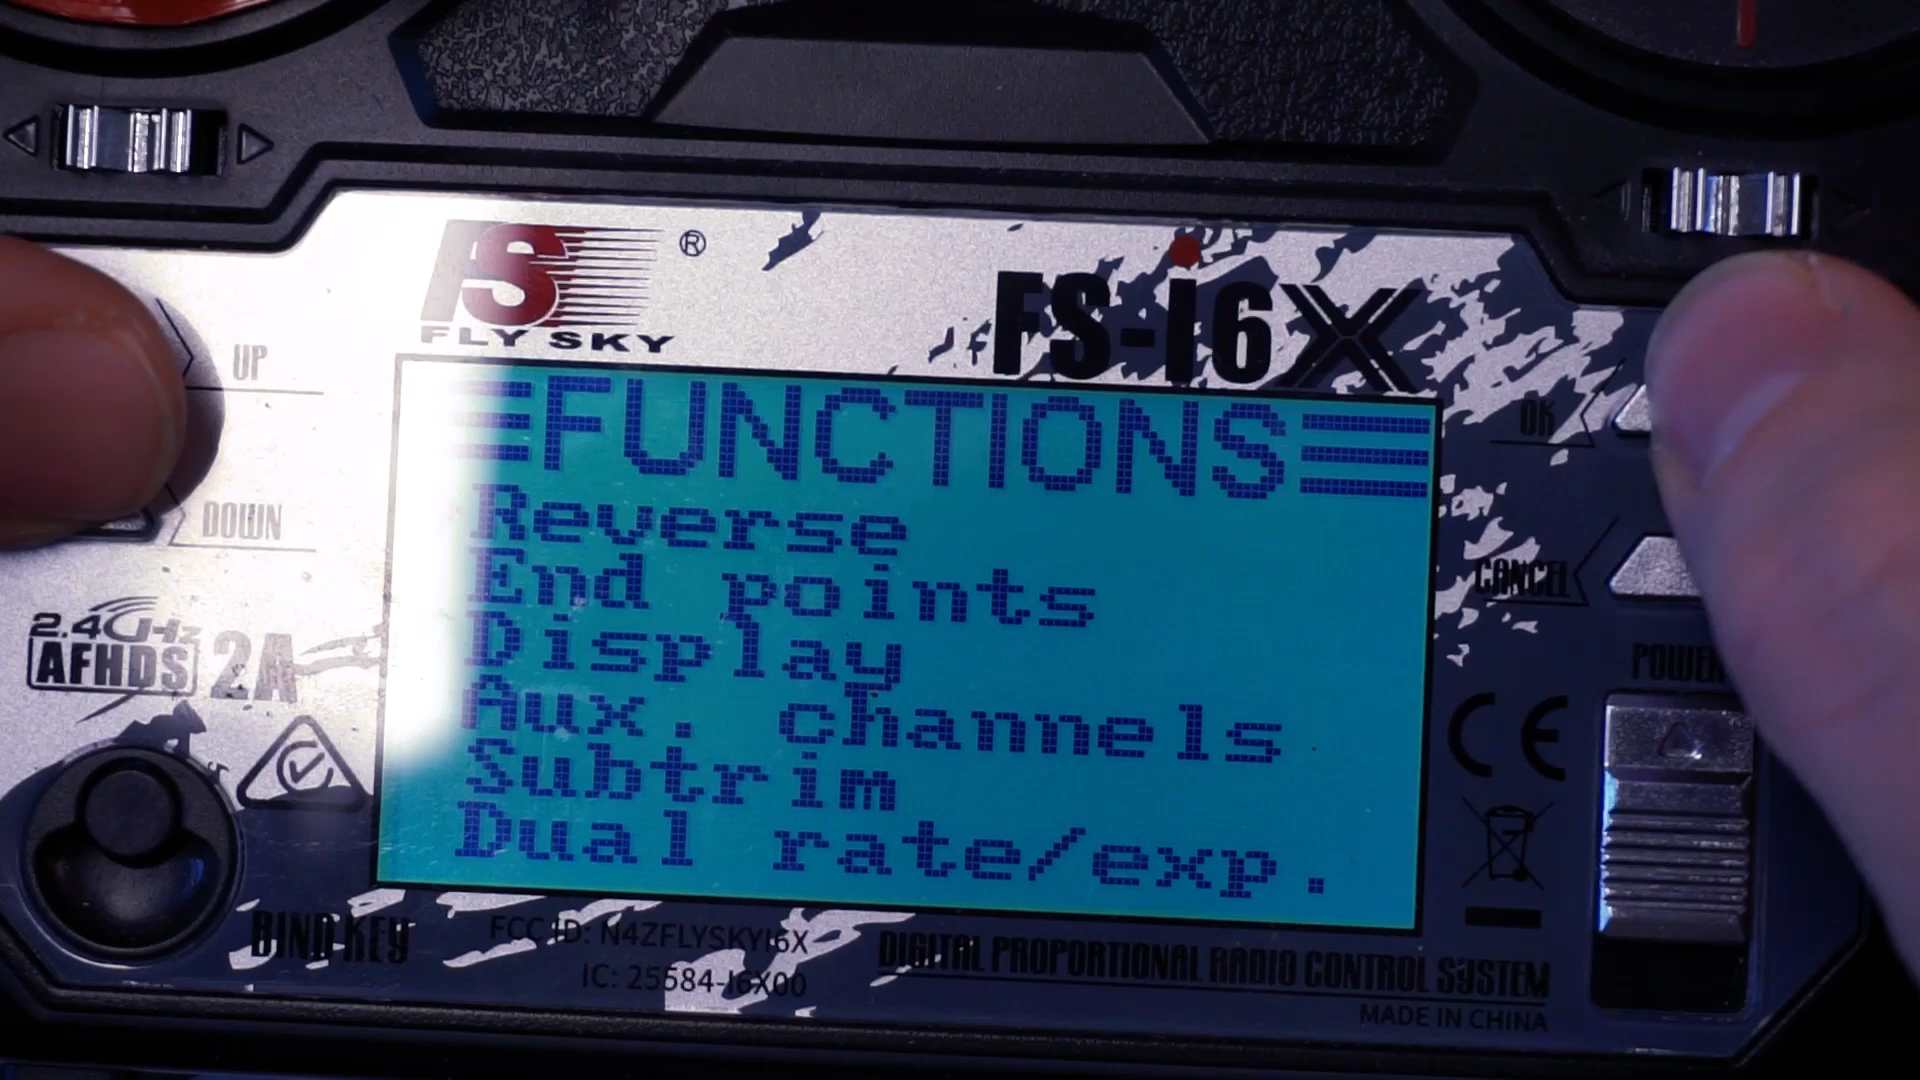 FS
FLY SKY
®
FS-i6X
UP
DOWN
OK
CANCEL
FUNCTIONS
Reverse
End points
Display
Aux. channels
Subtrim
Dual rate/exp.
2.4GHz
AFHDS 2A
POWER
CE
BIND KEY
FCC ID: N4ZFLYSKYI6X
IC: 25584-I6X00
DIGITAL PROPORTIONAL RADIO CONTROL SYSTEM
MADE IN CHINA